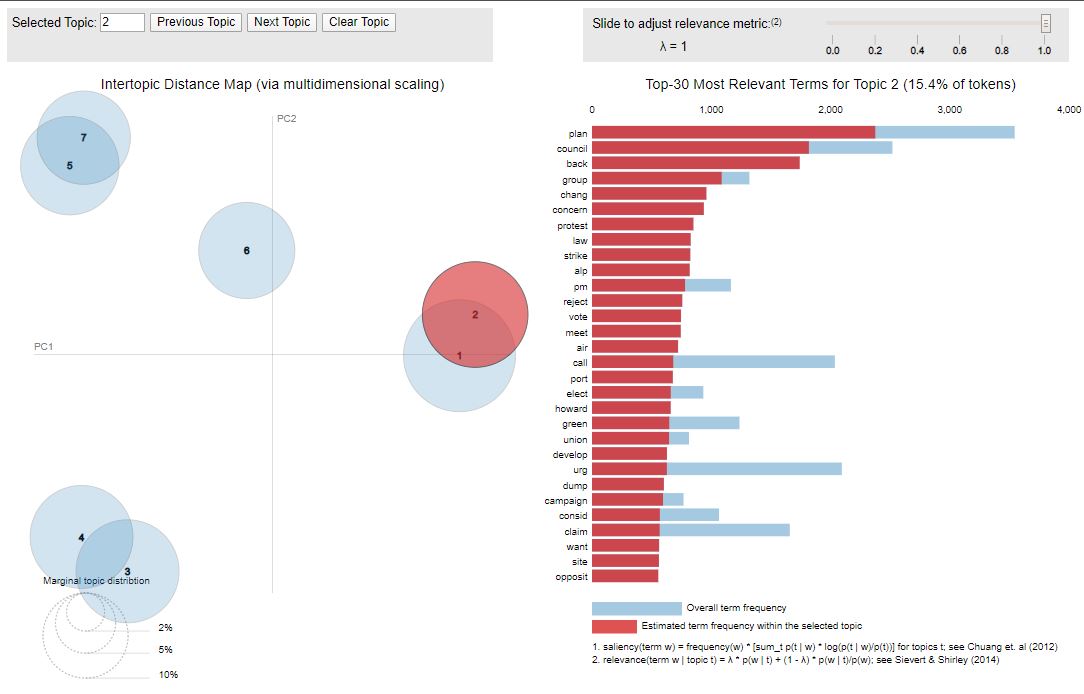 Selected Topic: 2 Previous Topic Next Topic Clear Topic
Slide to adjust relevance metric:(2)
λ = 1
0.0 0.2 0.4 0.6 0.8 1.0
Intertopic Distance Map (via multidimensional scaling)
PC2
PC1
7
5
6
2
1
4
3
Marginal topic distribtion
2%
5%
10%
Top-30 Most Relevant Terms for Topic 2 (15.4% of tokens)
0 1,000 2,000 3,000 4,000
plan
council
back
group
chang
concern
protest
law
strike
alp
pm
reject
vote
meet
air
call
port
elect
howard
green
union
develop
urg
dump
campaign
consid
claim
want
site
opposit
Overall term frequency
Estimated term frequency within the selected topic
1. saliency(term w) = frequency(w) * [sum_t p(t | w) * log(p(t | w)/p(t))] for topics t; see Chuang et. al (2012)
2. relevance(term w | topic t) = λ * p(w | t) + (1 - λ) * p(w | t)/p(w); see Sievert & Shirley (2014)